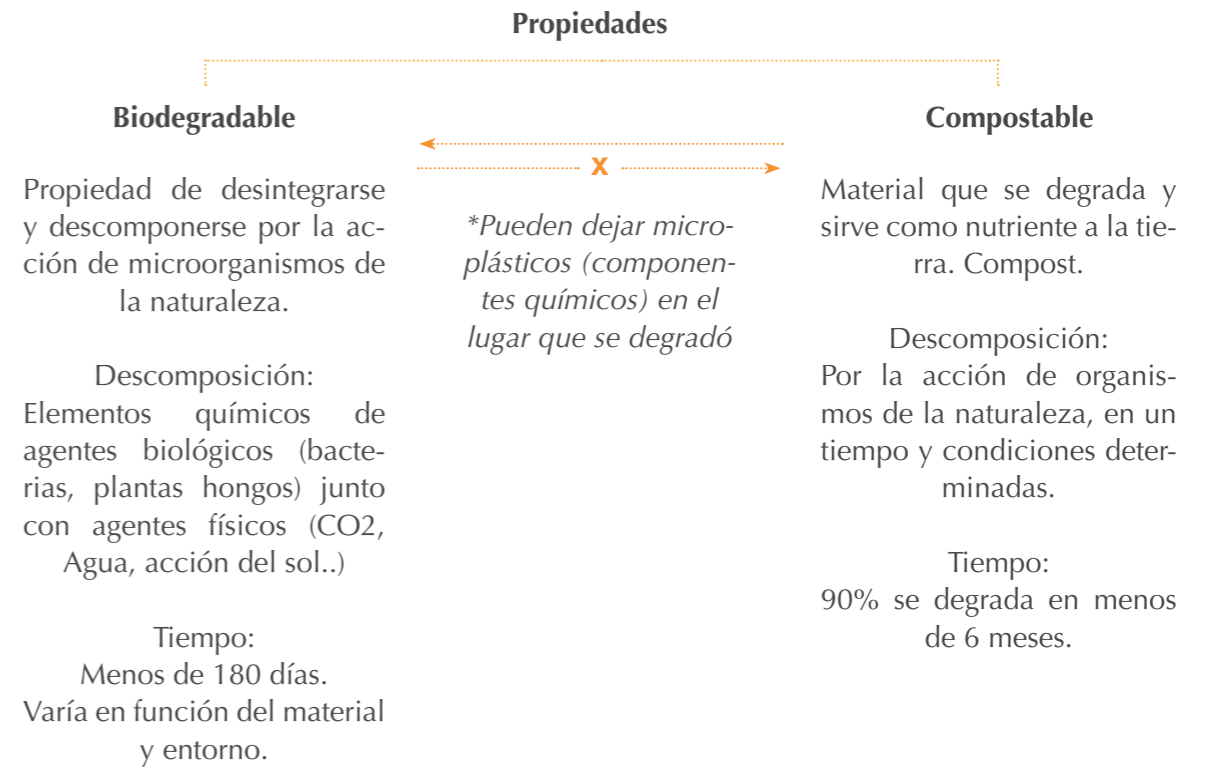 Propiedades
Biodegradable
Propiedad de desintegrarse
y descomponerse por la ac-
ción de microorganismos de
la naturaleza.
Descomposición:
Elementos químicos de
agentes biológicos (bacte-
rias, plantas hongos) junto
con agentes físicos (CO2,
Agua, acción del sol..)
Tiempo:
Menos de 180 días.
Varía en función del material
y entorno.
X
*Pueden dejar micro-
plásticos (componen-
tes químicos) en el
lugar que se degradó
Compostable
Material que se degrada y
sirve como nutriente a la tie-
rra. Compost.
Descomposición:
Por la acción de organis-
mos de la naturaleza, en un
tiempo y condiciones deter-
minadas.
Tiempo:
90% se degrada en menos
de 6 meses.